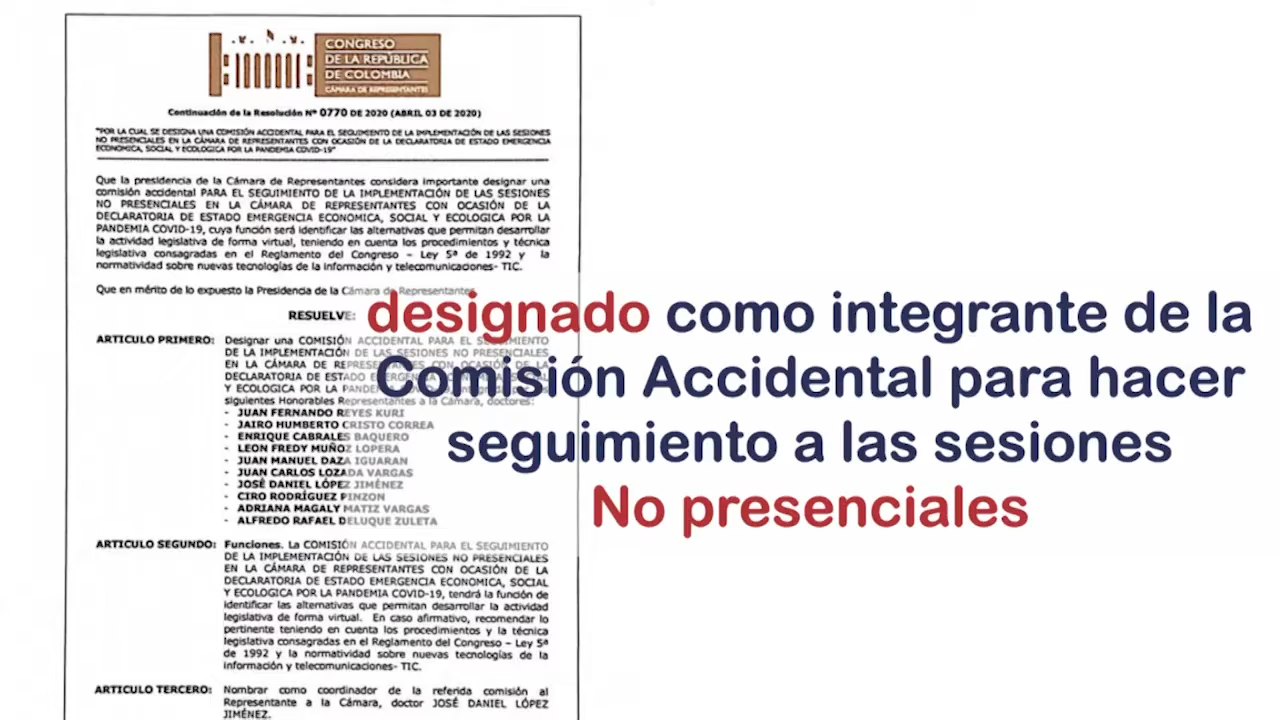 CONGRESO
DE LA REPÚBLICA
DE COLOMBIA
CÁMARA DE REPRESENTANTES
Continuación de la Resolución Nº 0770 DE 2020 (ABRIL 03 DE 2020)
"POR LA CUAL SE DESIGNA UNA COMISIÓN ACCIDENTAL PARA EL SEGUIMIENTO DE LA IMPLEMENTACIÓN DE LAS SESIONES
NO PRESENCIALES EN LA CÁMARA DE REPRESENTANTES CON OCASIÓN DE LA DECLARATORIA DE ESTADO EMERGENCIA
ECONOMICA, SOCIAL Y ECOLOGICA POR LA PANDEMIA COVID-19"
Que la presidencia de la Cámara de Representantes considera importante designar una
comisión accidental PARA EL SEGUIMIENTO DE LA IMPLEMENTACIÓN DE LAS SESIONES
NO PRESENCIALES EN LA CÁMARA DE REPRESENTANTES CON OCASIÓN DE LA
DECLARATORIA DE ESTADO EMERGENCIA ECONOMICA, SOCIAL Y ECOLOGICA POR LA
PANDEMIA COVID-19, cuya función será identificar las alternativas que permitan desarrollar
la actividad legislativa de forma virtual, teniendo en cuenta los procedimientos y técnica
legislativa consagradas en el Reglamento del Congreso – Ley 5ª de 1992 y la
normatividad sobre nuevas tecnologías de la información y telecomunicaciones- TIC.
Que en mérito de lo expuesto la Presidencia de la Cámara de Representantes
RESUELVE:
ARTICULO PRIMERO: Designar una COMISIÓN ACCIDENTAL PARA EL SEGUIMIENTO
DE LA IMPLEMENTACIÓN DE LAS SESIONES NO PRESENCIALES
EN LA CÁMARA DE REPRESENTANTES CON OCASIÓN DE LA
DECLARATORIA DE ESTADO EMERGENCIA ECONOMICA, SOCIAL
Y ECOLOGICA POR LA PANDEMIA
siguientes Honorables Representantes a la Cámara, doctores:
- JUAN FERNANDO REYES KURI
- JAIRO HUMBERTO CRISTO CORREA
- ENRIQUE CABRALES BAQUERO
- LEON FREDY MUÑOZ LOPERA
- JUAN MANUEL DAZA IGUARAN
- JUAN CARLOS LOZADA VARGAS
- JOSÉ DANIEL LÓPEZ JIMÉNEZ
- CIRO RODRÍGUEZ PINZON
- ADRIANA MAGALY MATIZ VARGAS
- ALFREDO RAFAEL DELUQUE ZULETA
ARTICULO SEGUNDO: Funciones. La COMISIÓN ACCIDENTAL PARA EL SEGUIMIENTO
DE LA IMPLEMENTACIÓN DE LAS SESIONES NO PRESENCIALES
EN LA CÁMARA DE REPRESENTANTES CON OCASIÓN DE LA
DECLARATORIA DE ESTADO EMERGENCIA ECONOMICA, SOCIAL
Y ECOLOGICA POR LA PANDEMIA COVID-19, tendrá la función de
identificar las alternativas que permitan desarrollar la actividad
legislativa de forma virtual. En caso afirmativo, recomendar lo
pertinente teniendo en cuenta los procedimientos y la técnica
legislativa consagradas en el Reglamento del Congreso – Ley 5ª
de 1992 y la normatividad sobre nuevas tecnologías de la
información y telecomunicaciones- TIC.
ARTICULO TERCERO: Nombrar como coordinador de la referida comisión al
Representante a la Cámara, doctor JOSÉ DANIEL LÓPEZ
JIMÉNEZ.
designado como integrante de la
Comisión Accidental para hacer
seguimiento a las sesiones
No presenciales